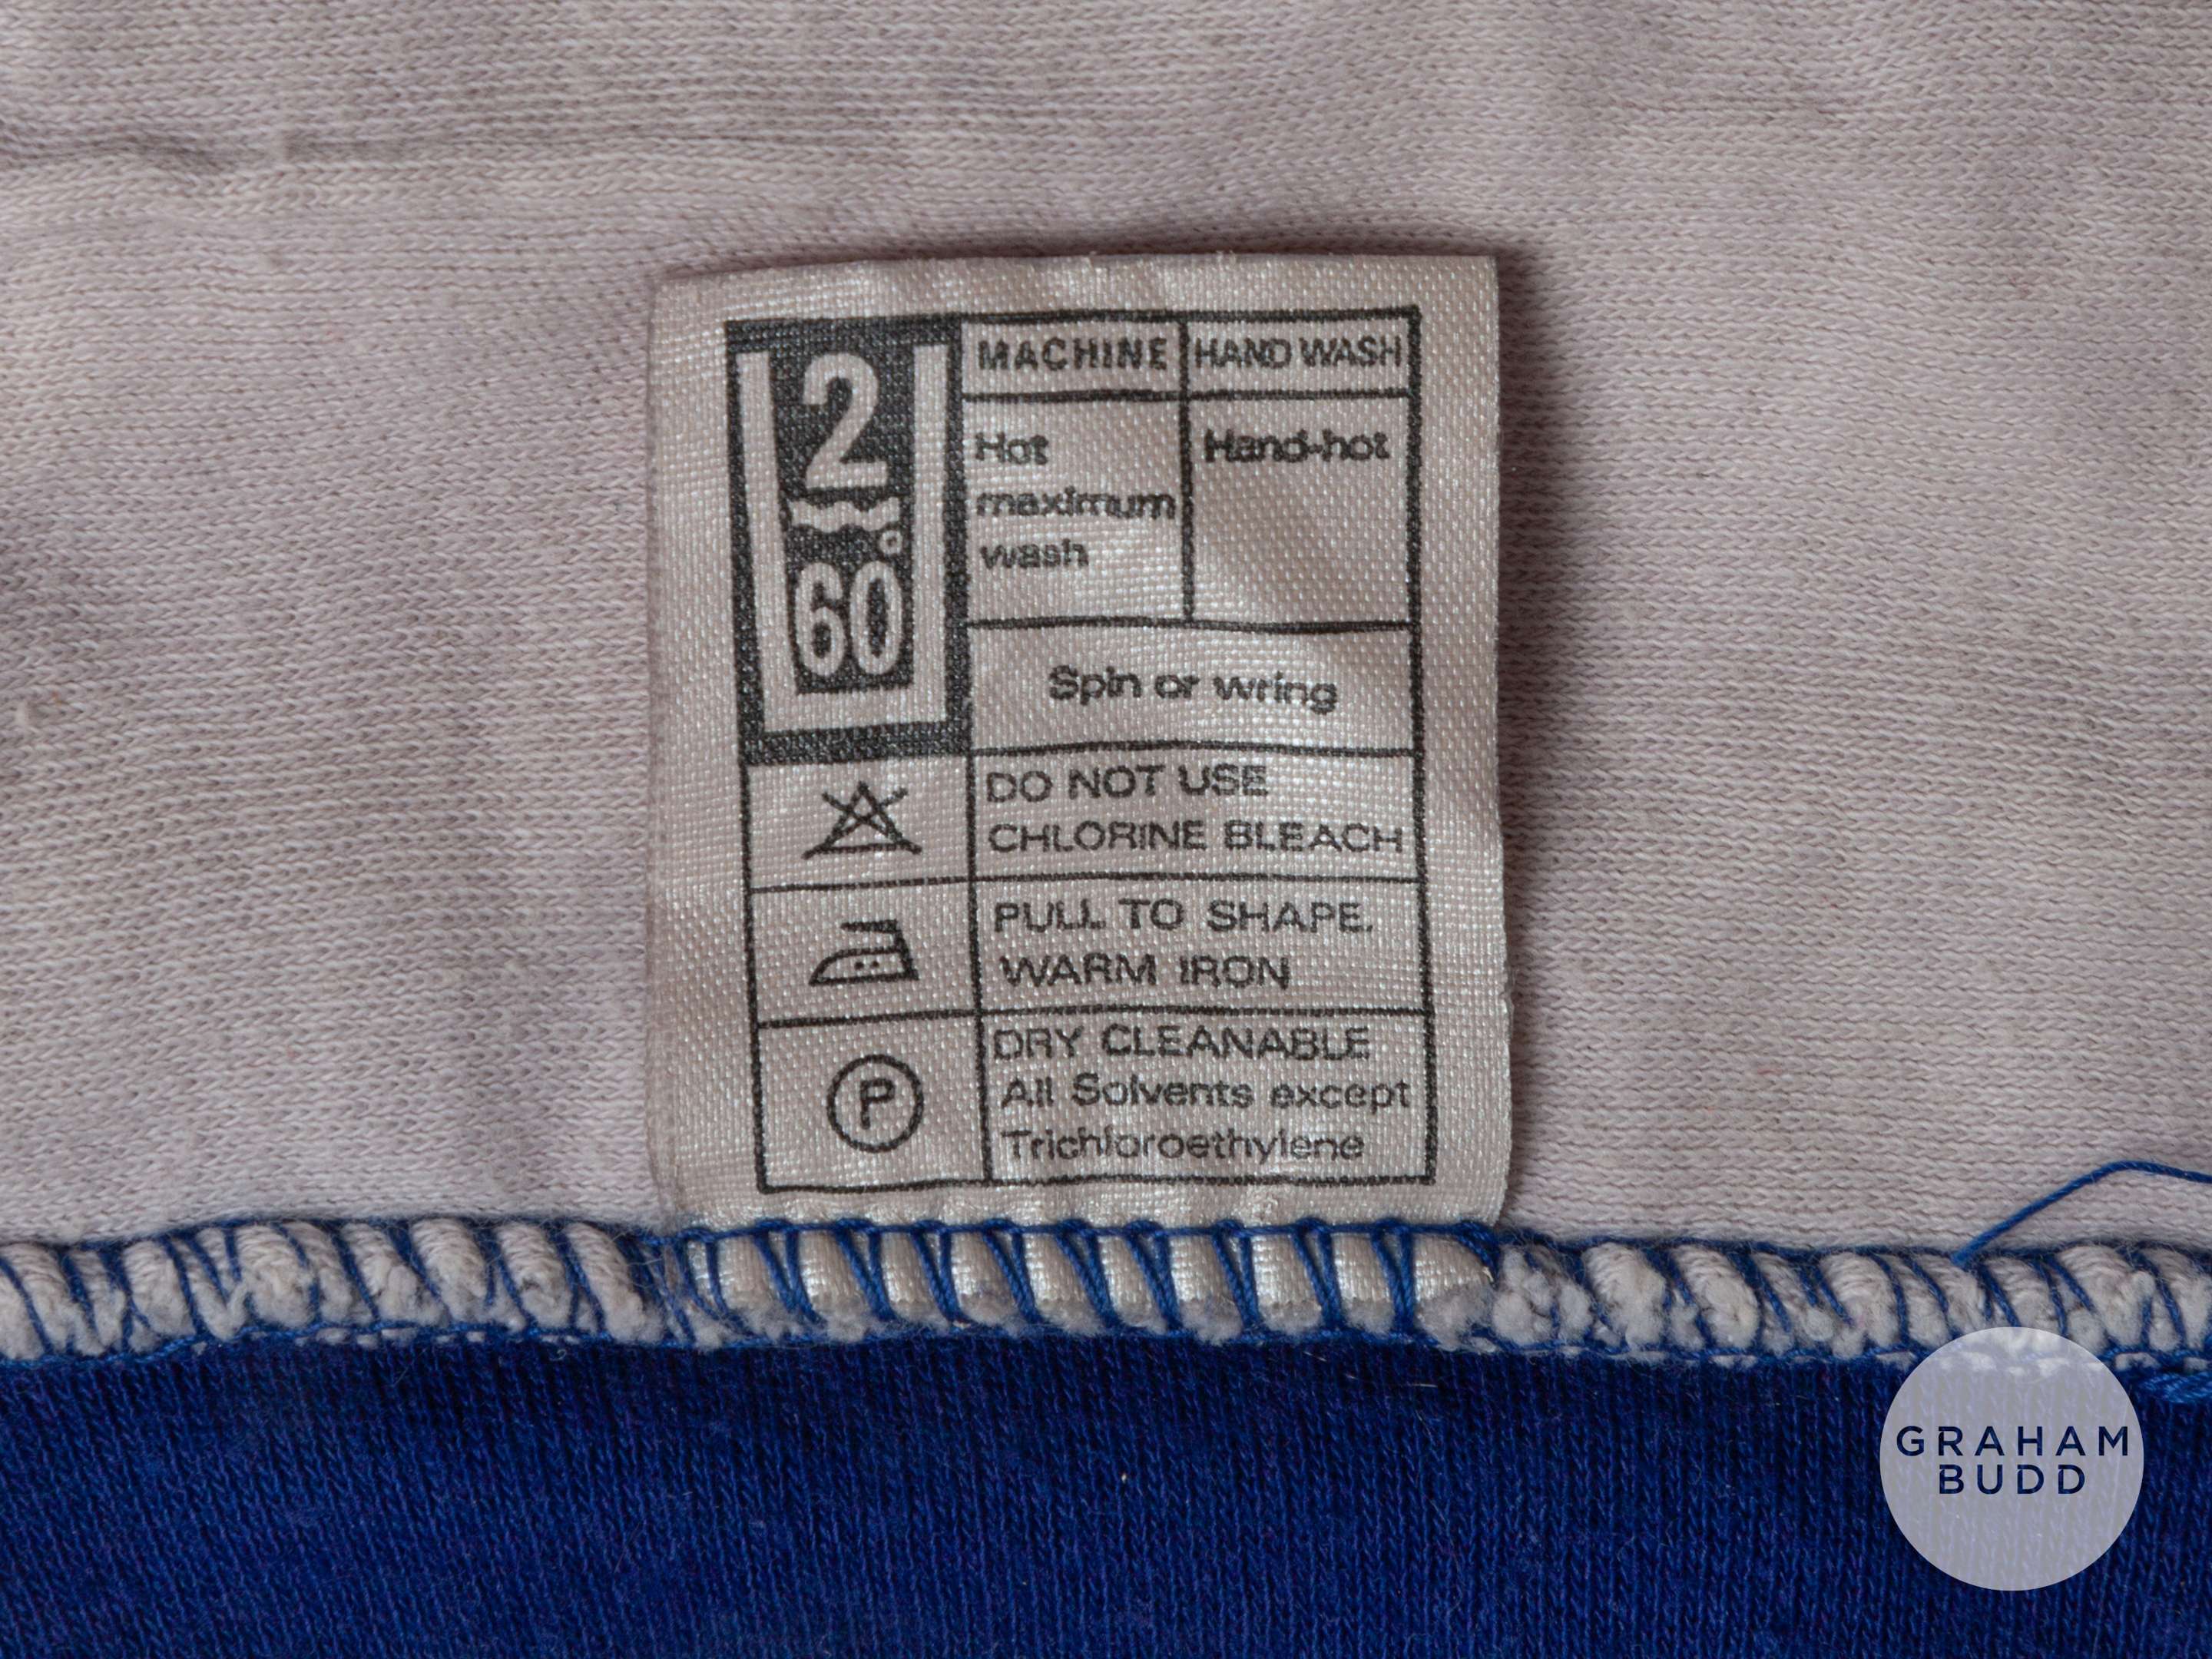 2
60
MACHINE HAND WASH
Hot Hand-hot
maximum
wash
Spin or wring
DO NOT USE
CHLORINE BLEACH
PULL TO SHAPE.
WARM IRON
P
DRY CLEANABLE
All Solvents except
Trichloroethylene
GRAHAM
BUDD